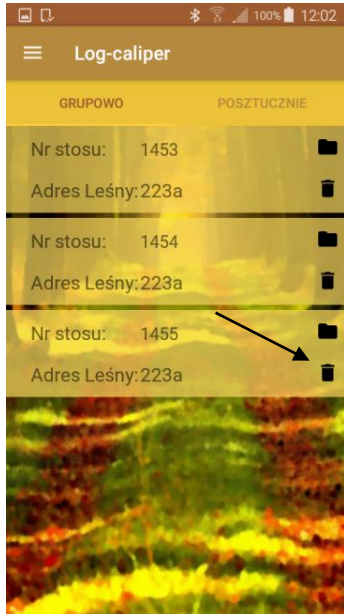 100% 12:02
Log-caliper
GRUPOWO POSZTUCZNIE
Nr stosu: 1453
Adres Leśny: 223a
Nr stosu: 1454
Adres Leśny: 223a
Nr stosu: 1455
Adres Leśny: 223a